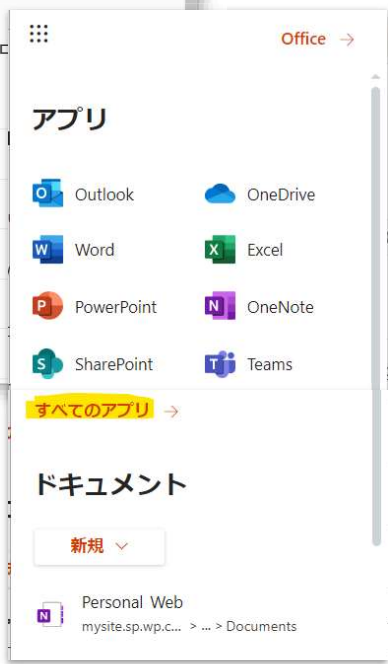 Office →
アプリ
Outlook OneDrive
Word Excel
PowerPoint OneNote
SharePoint Teams
すべてのアプリ →
ドキュメント
新規
Personal Web
mysite.sp.wp.c... > ... > Documents